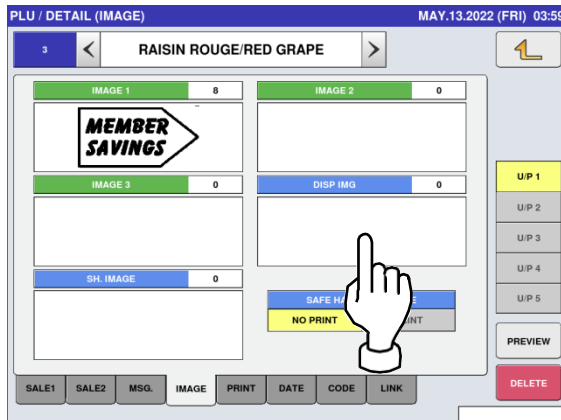 PLU / DETAIL (IMAGE) MAY.13.2022 (FRI) 03:59
3 < RAISIN ROUGE/RED GRAPE >
IMAGE 1 8 IMAGE 2 0
MEMBER
SAVINGS
IMAGE 3 0 DISP IMG 0
SH. IMAGE 0
SAFE
NO PRINT
U/P 1
U/P 2
U/P 3
U/P 4
U/P 5
PREVIEW
DELETE
SALE1 SALE2 MSG. IMAGE PRINT DATE CODE LINK